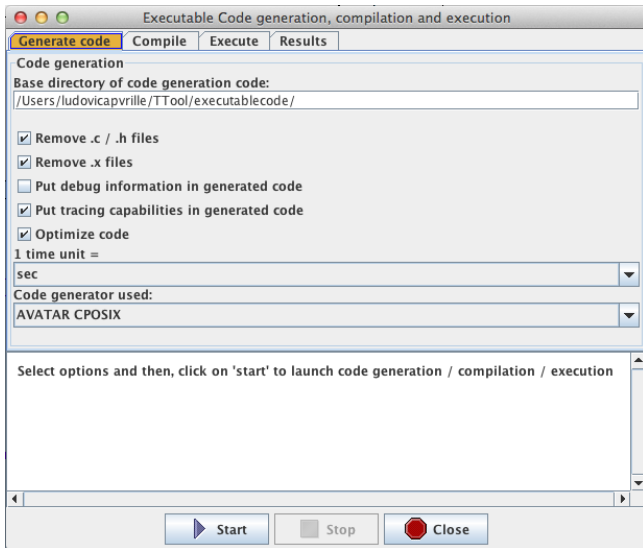 Executable Code generation, compilation and execution
Generate code Compile Execute Results
Code generation
Base directory of code generation code:
/Users/ludovicapvrille/TTool/executablecode/
Remove .c / .h files
Remove .x files
Put debug information in generated code
Put tracing capabilities in generated code
Optimize code
1 time unit =
sec
Code generator used:
AVATAR CPOSIX
Select options and then, click on 'start' to launch code generation / compilation / execution
Start Stop Close